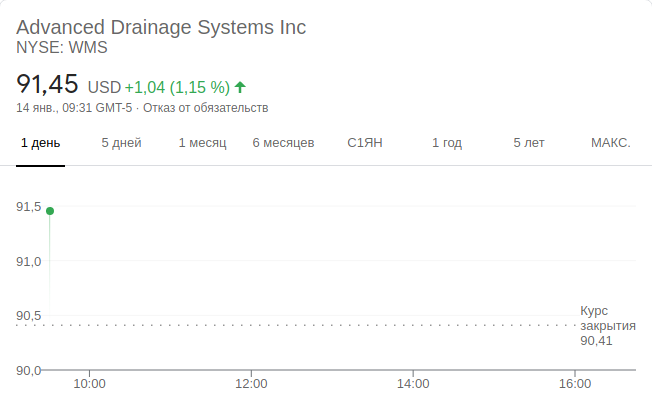 Advanced Drainage Systems Inc
NYSE: WMS
91,45 USD +1,04 (1,15 %)
14 янв., 09:31 GMT-5 · Отказ от обязательств
1 день 5 дней 1 месяц 6 месяцев С1ЯН 1 год 5 лет МАКС.
91,5
91,0
90,5
Курс
закрытия
90,41
90,0
10:00 12:00 14:00 16:00